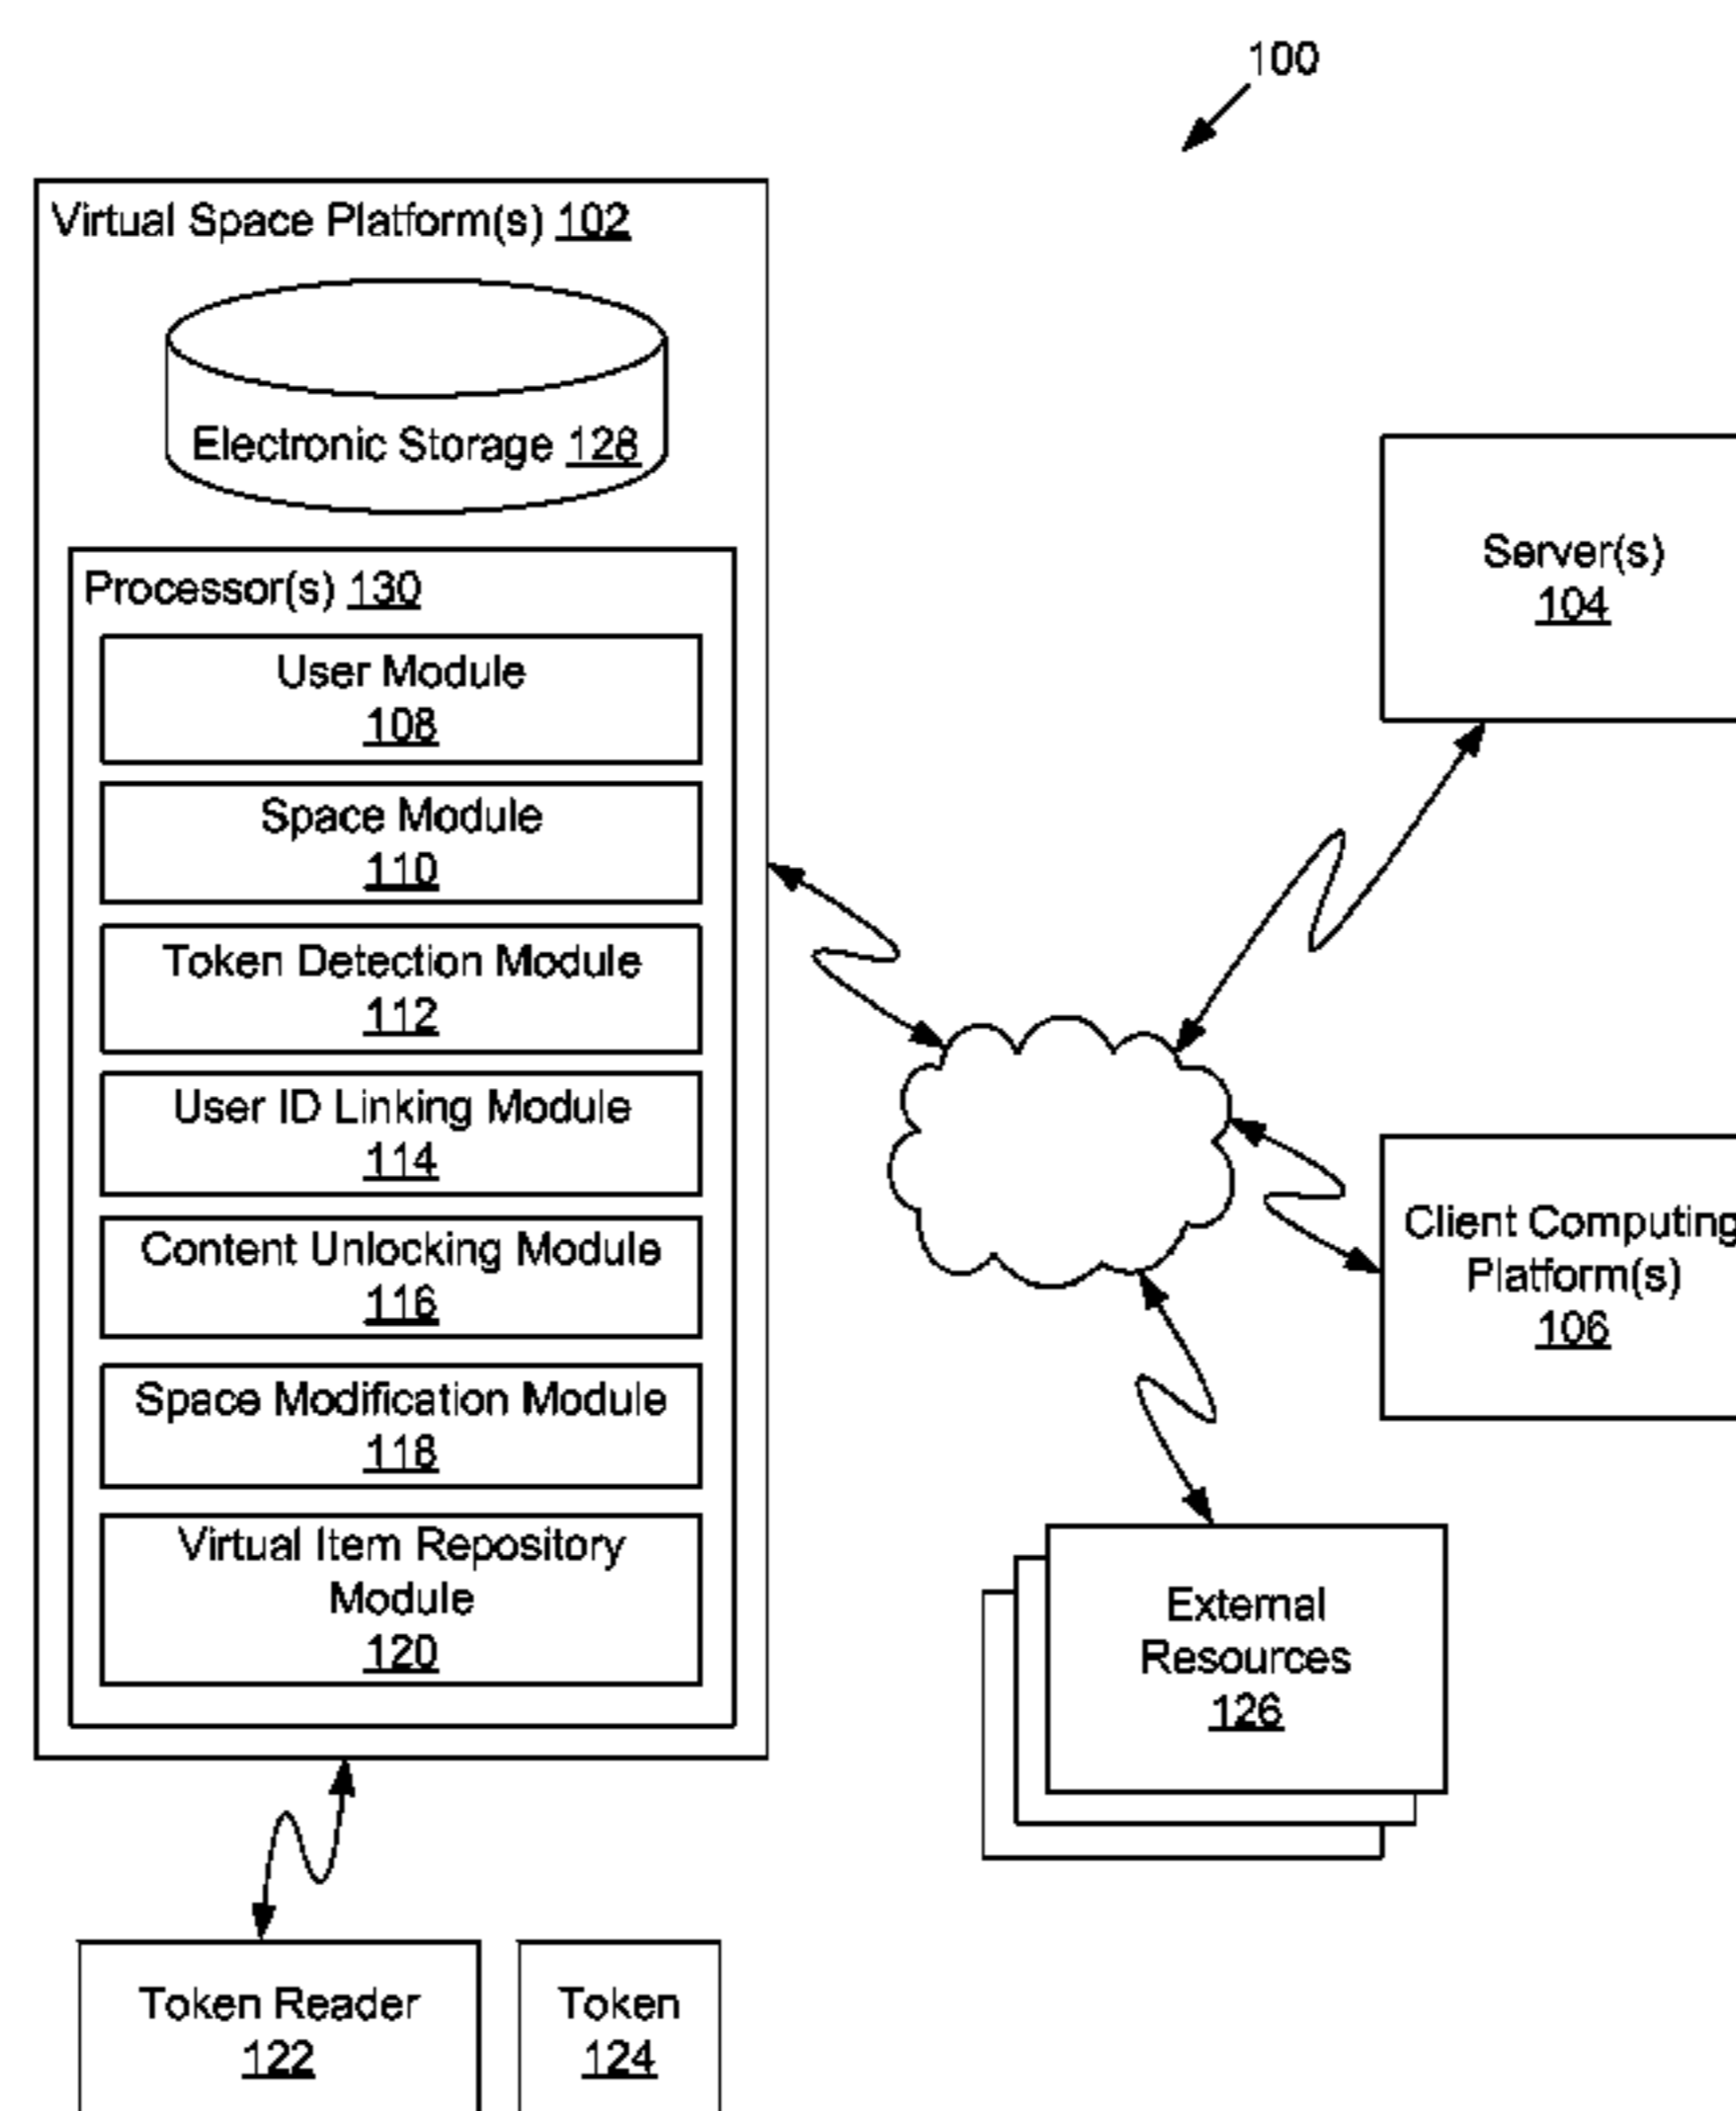 100
Virtual Space Platform(s) 102
Electronic Storage 128
Processor(s) 130
User Module
108
Space Module
110
Token Detection Module
112
User ID Linking Module
114
Content Unlocking Module
116
Space Modification Module
118
Virtual Item Repository
Module
120
Server(s)
104
Client Computing
Platform(s)
106
External
Resources
126
Token Reader
122
Token
124